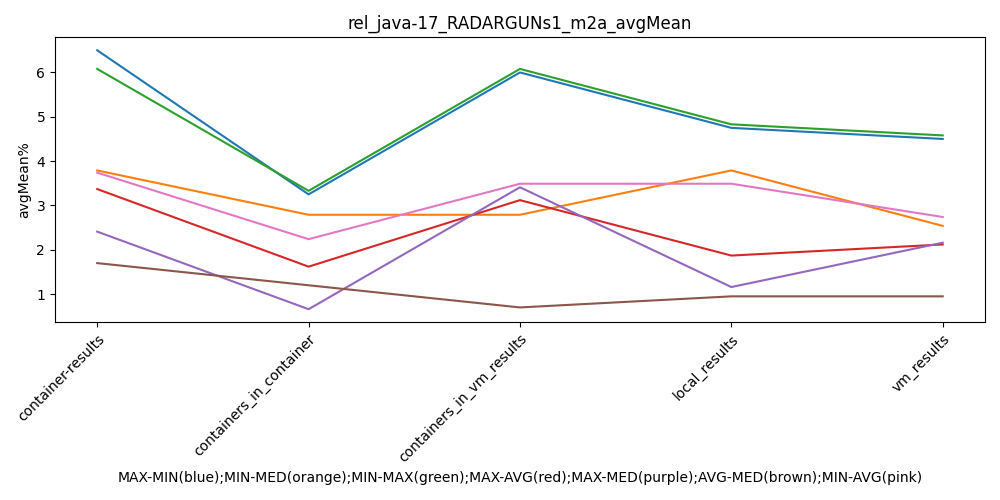 rel_java-17_RADARGUNs1_m2a_avgMean
avgMean%
6
5
4
3
2
1
container-results
containers_in_container
containers_in_vm_results
local_results
vm_results
MAX-MIN(blue);MIN-MED(orange);MIN-MAX(green);MAX-AVG(red);MAX-MED(purple);AVG-MED(brown);MIN-AVG(pink)